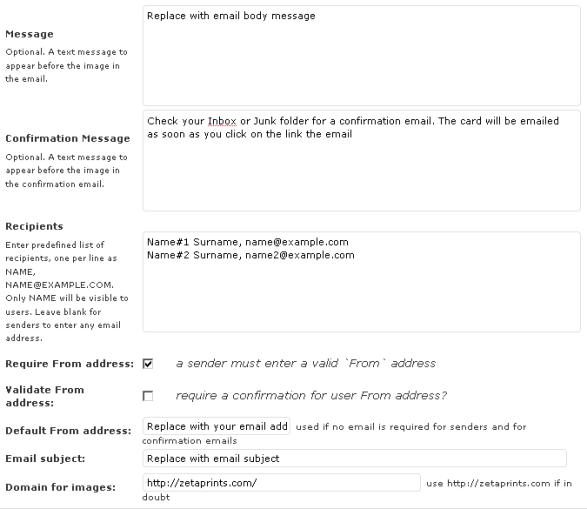 Message
Optional. A text message to
appear before the image in
the email.
Replace with email body message
Confirmation Message
Optional. A text message to
appear before the image in
the confirmation email.
Check your Inbox or Junk folder for a confirmation email. The card will be emailed
as soon as you click on the link the email
Recipients
Enter predefined list of
recipients, one per line as
NAME,
NAME@EXAMPLE.COM.
Only NAME will be visible to
users. Leave blank for
senders to enter any email
address.
Name#1 Surname, name@example.com
Name#2 Surname, name2@example.com
Require From address: a sender must enter a valid `From` address
Validate From
address:
require a confirmation for user From address?
Default From address: Replace with your email add used if no email is required for senders and for
confirmation emails
Email subject: Replace with email subject
Domain for images: http://zetaprints.com/ use http://zetaprints.com if in
doubt